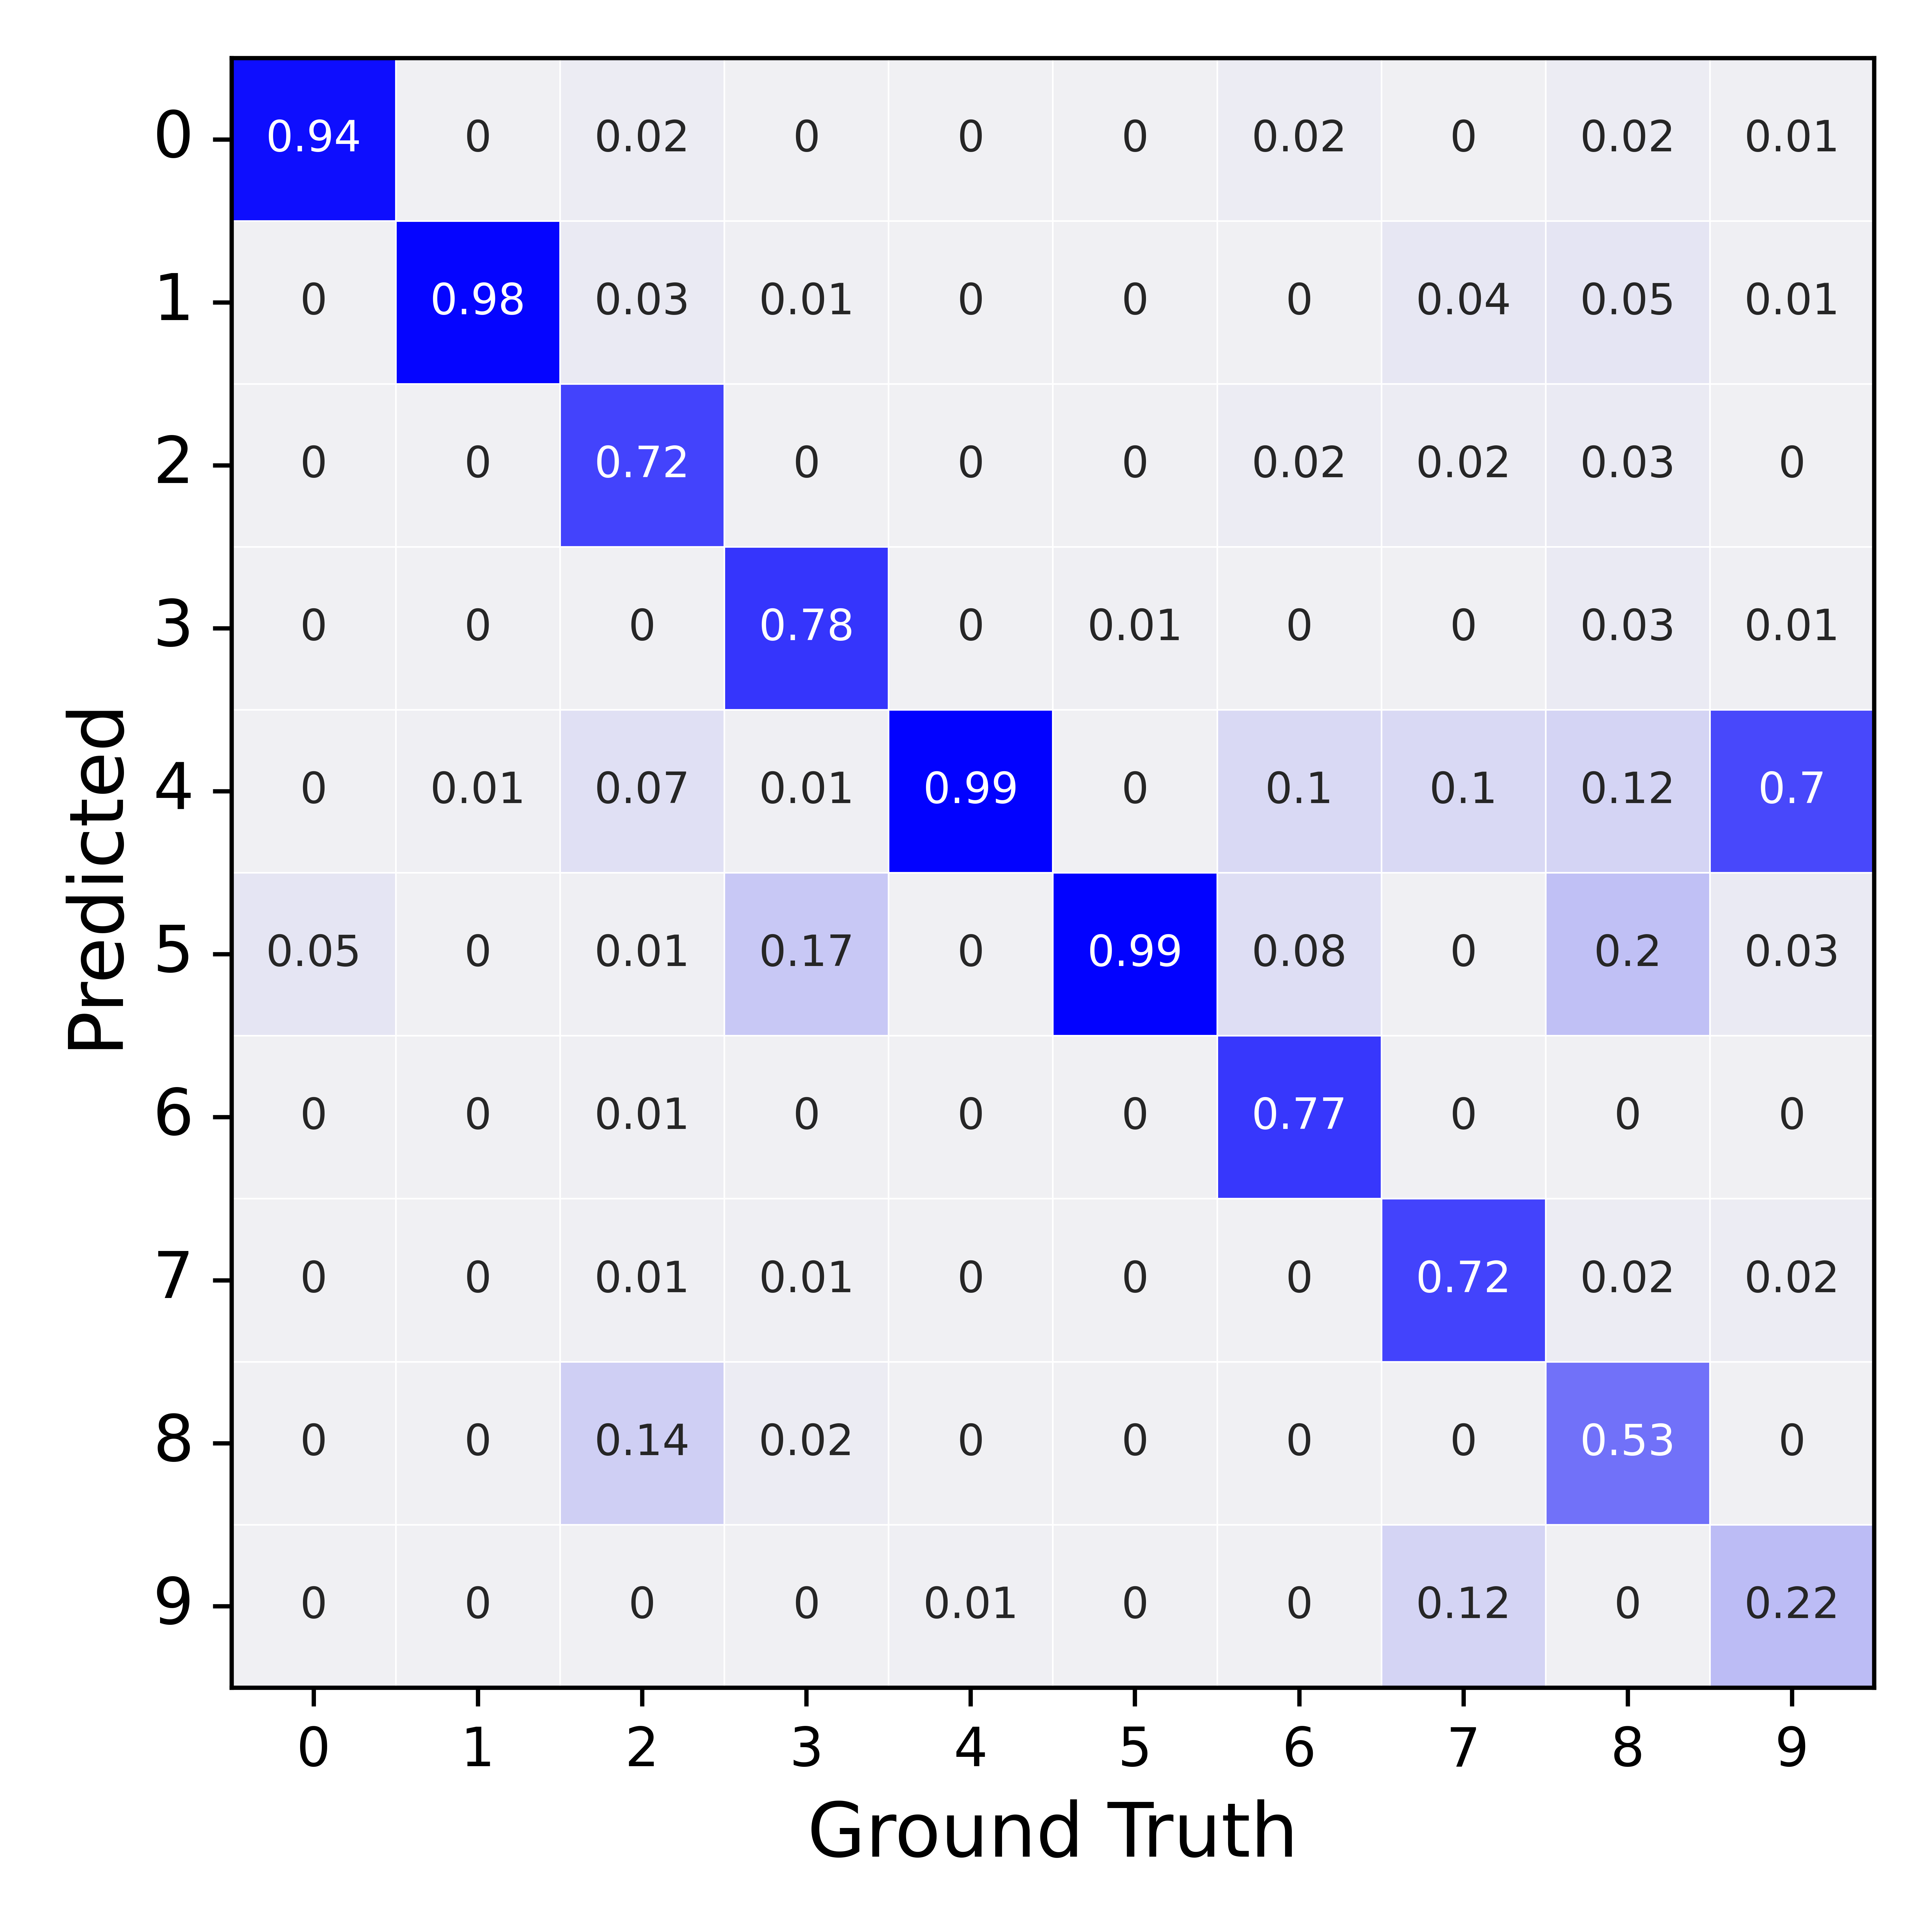 0 0.94 0 0.02 0 0 0 0.02 0 0.02 0.01
1 0 0.98 0.03 0.01 0 0 0 0.04 0.05 0.01
2 0 0 0.72 0 0 0 0.02 0.02 0.03 0
3 0 0 0 0.78 0 0.01 0 0 0.03 0.01
4 0 0.01 0.07 0.01 0.99 0 0.1 0.1 0.12 0.7
5 0.05 0 0.01 0.17 0 0.99 0.08 0 0.2 0.03
6 0 0 0.01 0 0 0 0.77 0 0 0
7 0 0 0.01 0.01 0 0 0 0.72 0.02 0.02
8 0 0 0.14 0.02 0 0 0 0 0.53 0
9 0 0 0 0 0.01 0 0 0.12 0 0.22
0 1 2 3 4 5 6 7 8 9
Ground Truth
Predicted